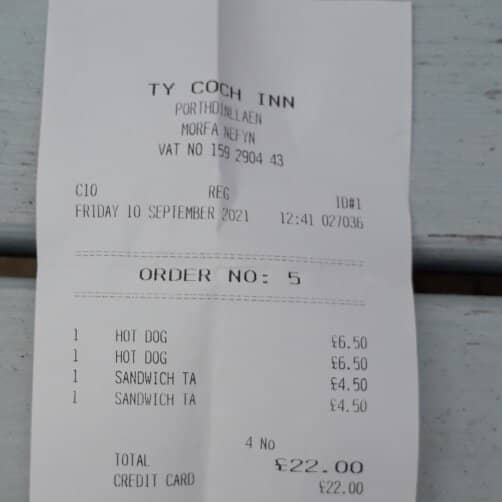 TY COCH INN
PORTHDINLLAEN
MORFA NEFYN
VAT NO 159 2904 43
C10 REG ID#1
FRIDAY 10 SEPTEMBER 2021 12:41 027036
ORDER NO: 5
1 HOT DOG £6.50
1 HOT DOG £6.50
1 SANDWICH TA £4.50
1 SANDWICH TA £4.50
4 No
TOTAL £22.00
CREDIT CARD £22.00